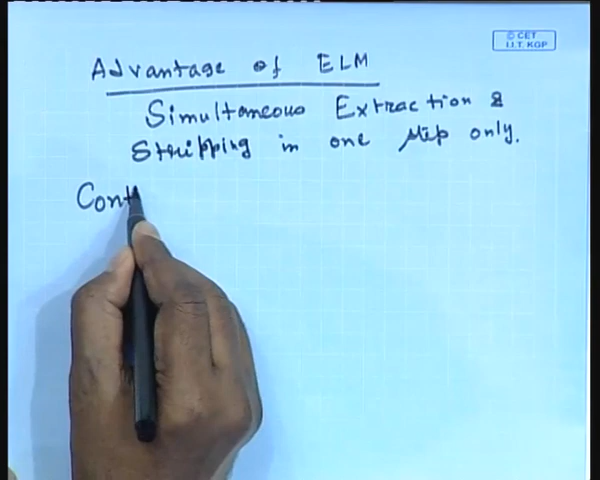 © CET
I.I.T. KGP
Advantage of ELM
Simultaneous Extraction &
Stripping in one step only.
Cont